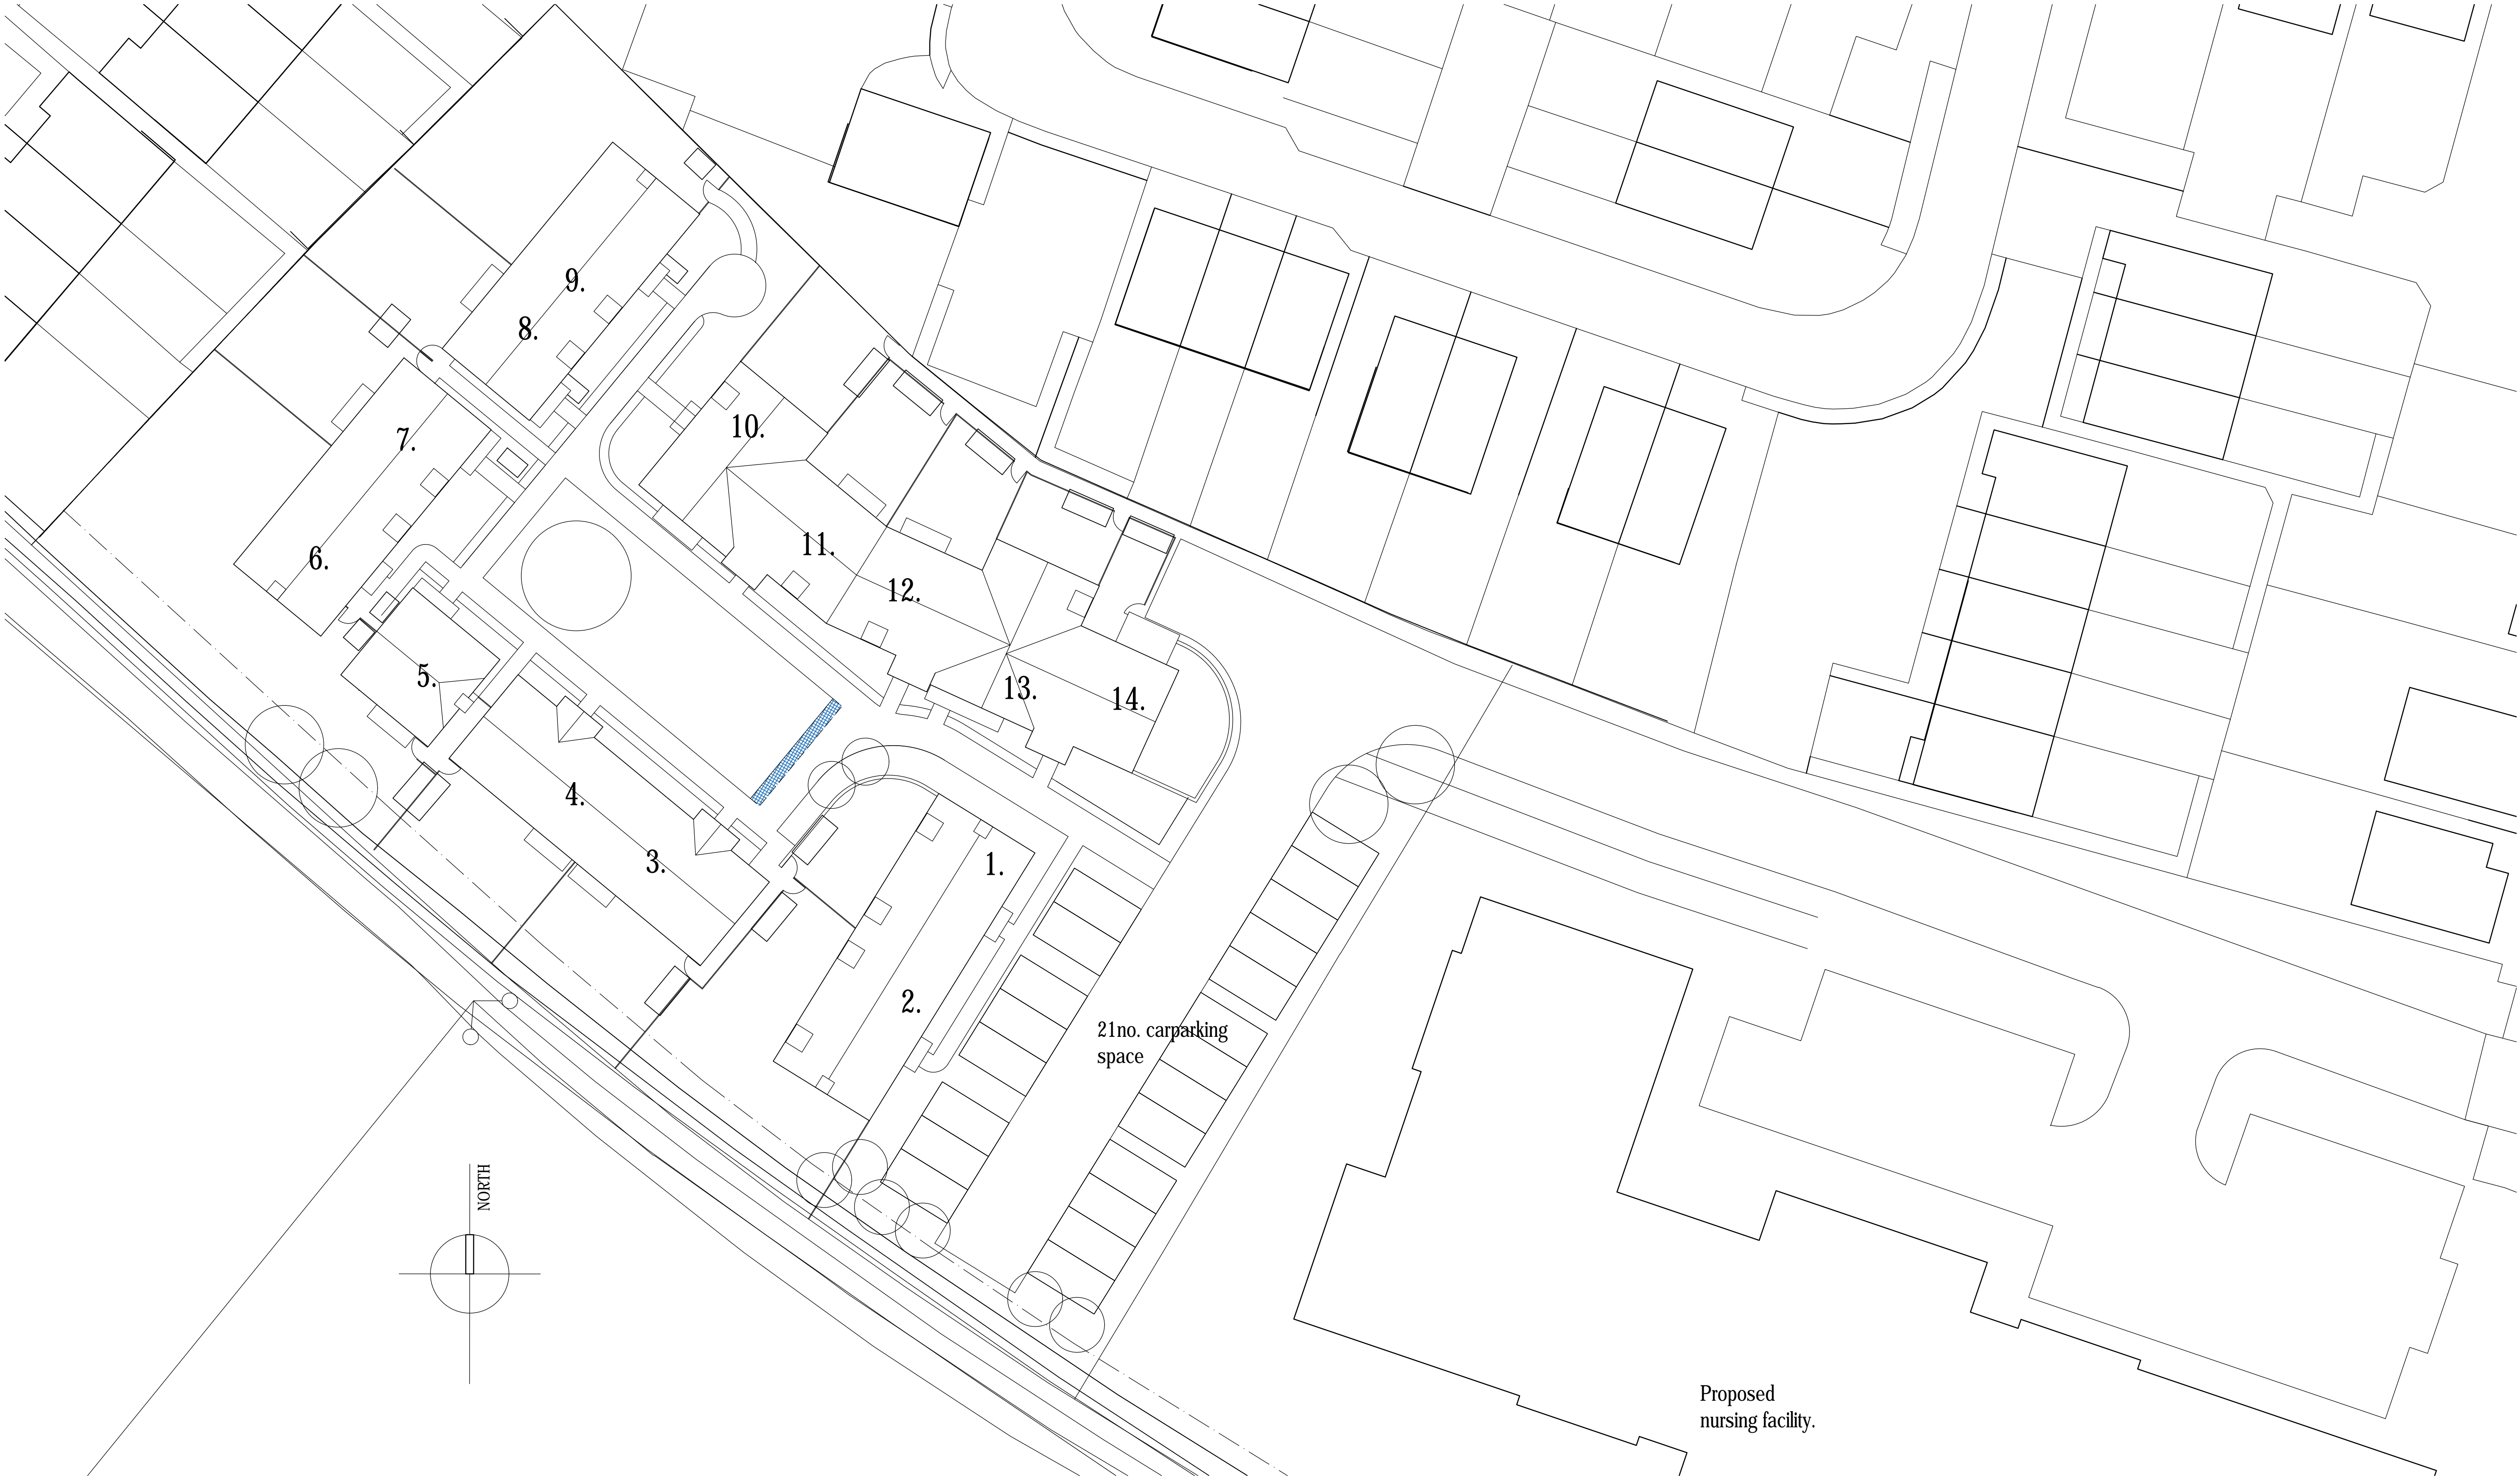 9.
8.
7.
10.
6.
11.
12.
5.
13.
14.
4.
3.
1.
2.
21no. carparking
space
NORTH
Proposed
nursing facility.